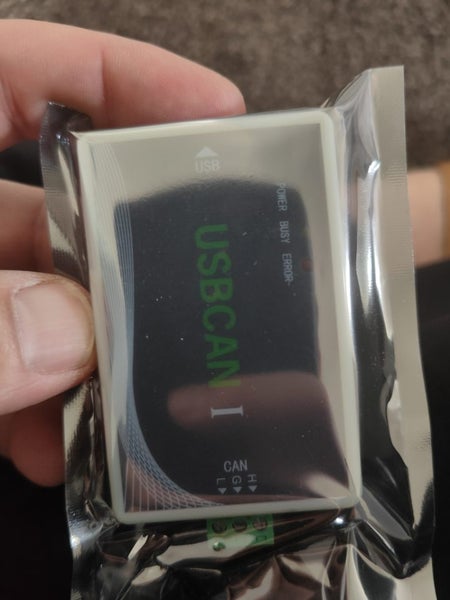 USB
POWER BUSY ERROR
USBCAN I
CAN
H
G
L